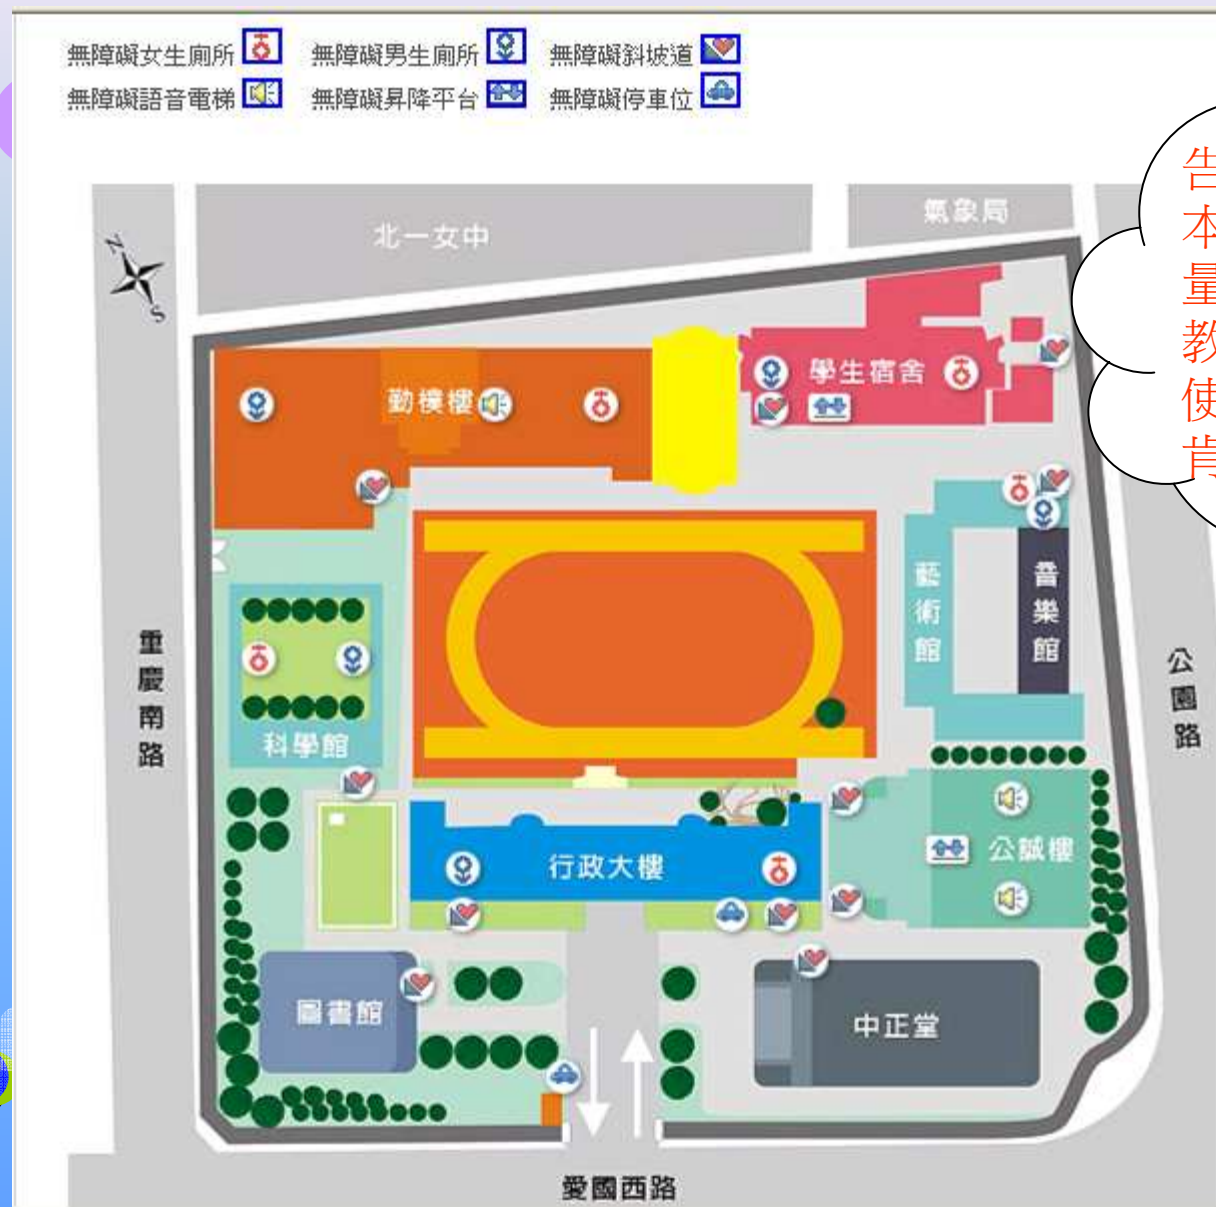 無障礙女生廁所 無障礙男生廁所 無障礙斜坡道
無障礙語音電梯 無障礙昇降平台 無障礙停車位
告
本
量
教
使
肯
北一女中
氣象局
N
S
勤樸樓
學生宿舍
藝術館
音樂館
重慶南路
公園路
科學館
行政大樓
公誠樓
圖書館
中正堂
愛國西路